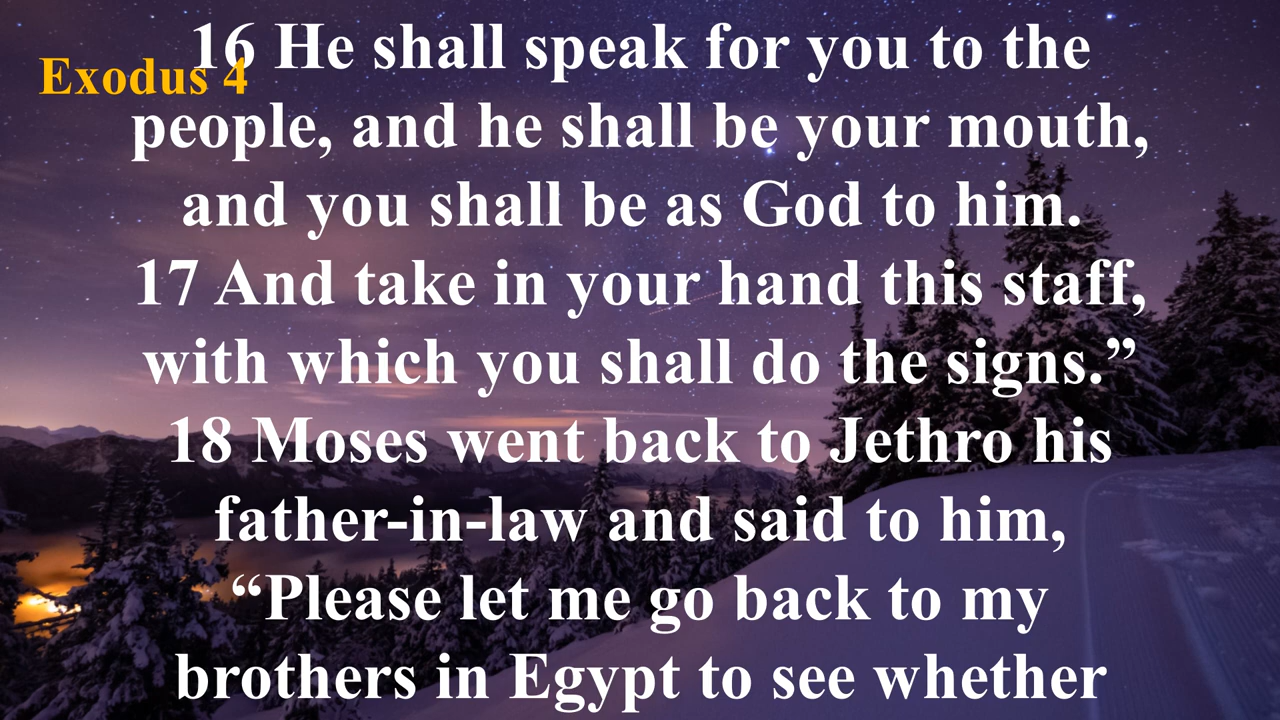 Exodus 4
16 He shall speak for you to the
people, and he shall be your mouth,
and you shall be as God to him.
17 And take in your hand this staff,
with which you shall do the signs.”
18 Moses went back to Jethro his
father-in-law and said to him,
“Please let me go back to my
brothers in Egypt to see whether